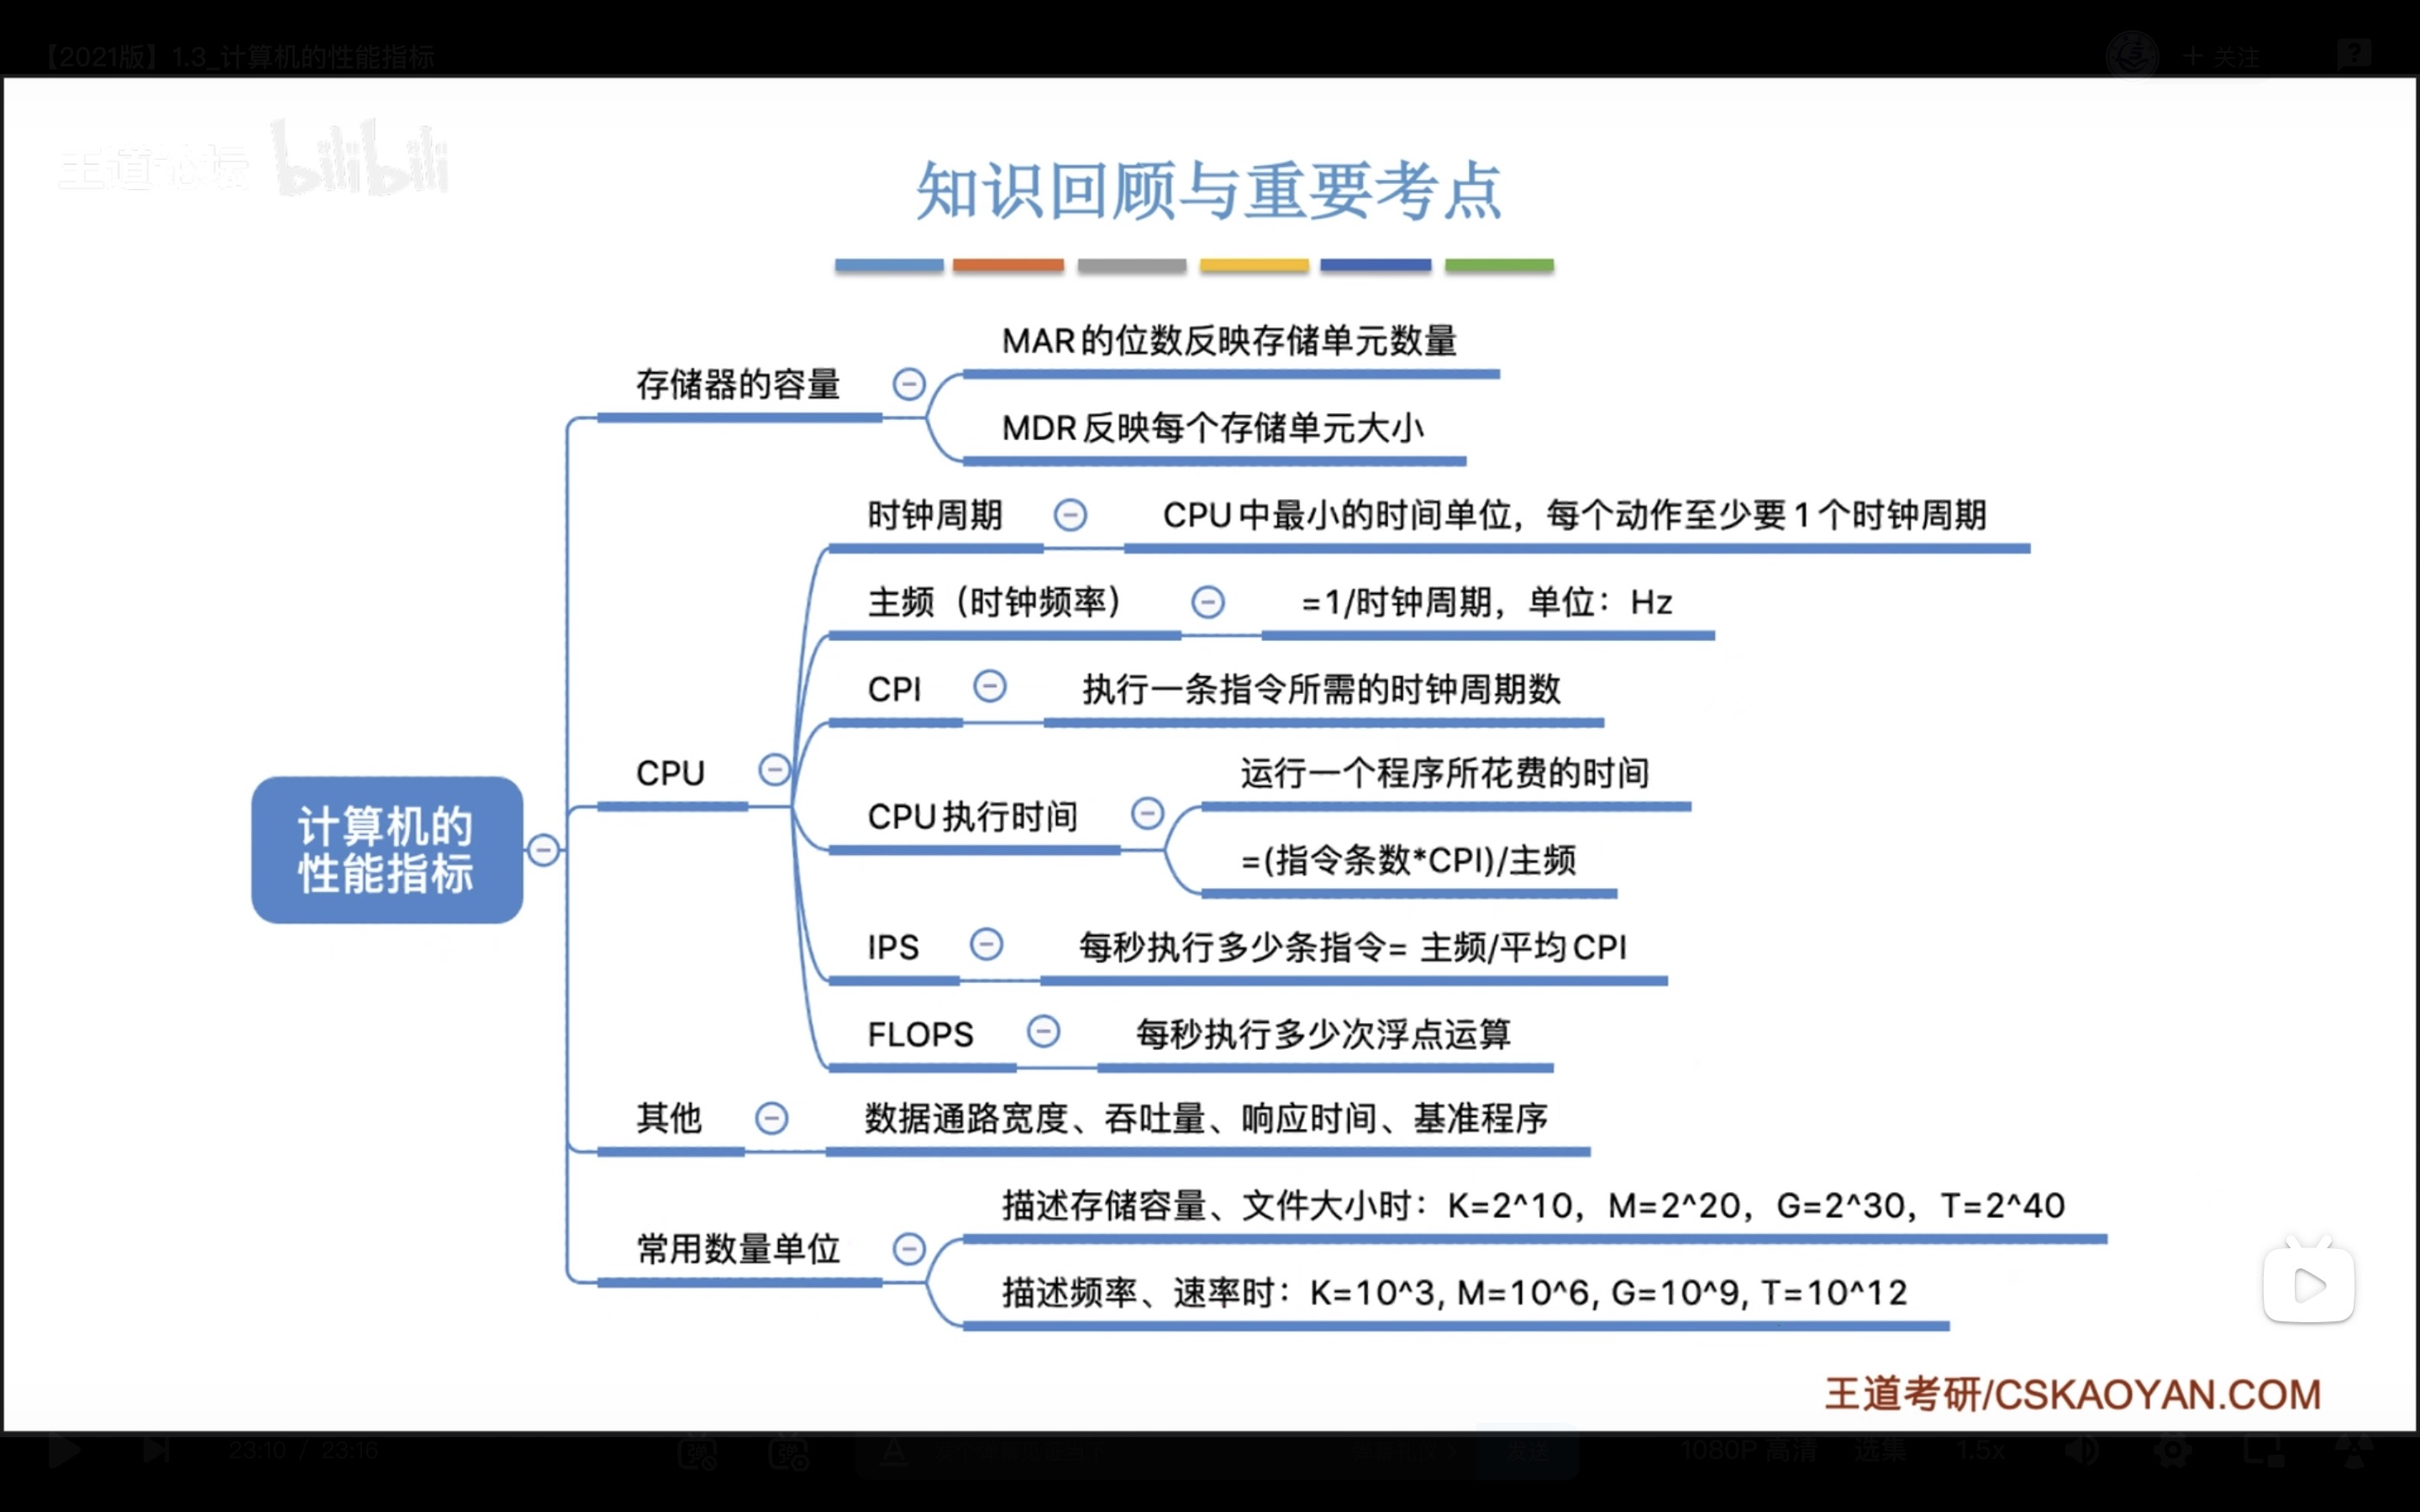 【2021版】1.3_计算机的性能指标
+ 关注
王道论坛 bilibili
知识回顾与重要考点
计算机的
性能指标
存储器的容量
MAR的位数反映存储单元数量
MDR反映每个存储单元大小
CPU
时钟周期
CPU中最小的时间单位，每个动作至少要1个时钟周期
主频（时钟频率）
=1/时钟周期，单位：Hz
CPI
执行一条指令所需的时钟周期数
CPU执行时间
运行一个程序所花费的时间
=(指令条数*CPI)/主频
IPS
每秒执行多少条指令= 主频/平均CPI
FLOPS
每秒执行多少次浮点运算
其他
数据通路宽度、吞吐量、响应时间、基准程序
常用数量单位
描述存储容量、文件大小时：K=2^10，M=2^20，G=2^30，T=2^40
描述频率、速率时：K=10^3, M=10^6, G=10^9, T=10^12
王道考研/CSKAOYAN.COM
23:10 / 23:16
发送
1080P 高清
选集
1.5x